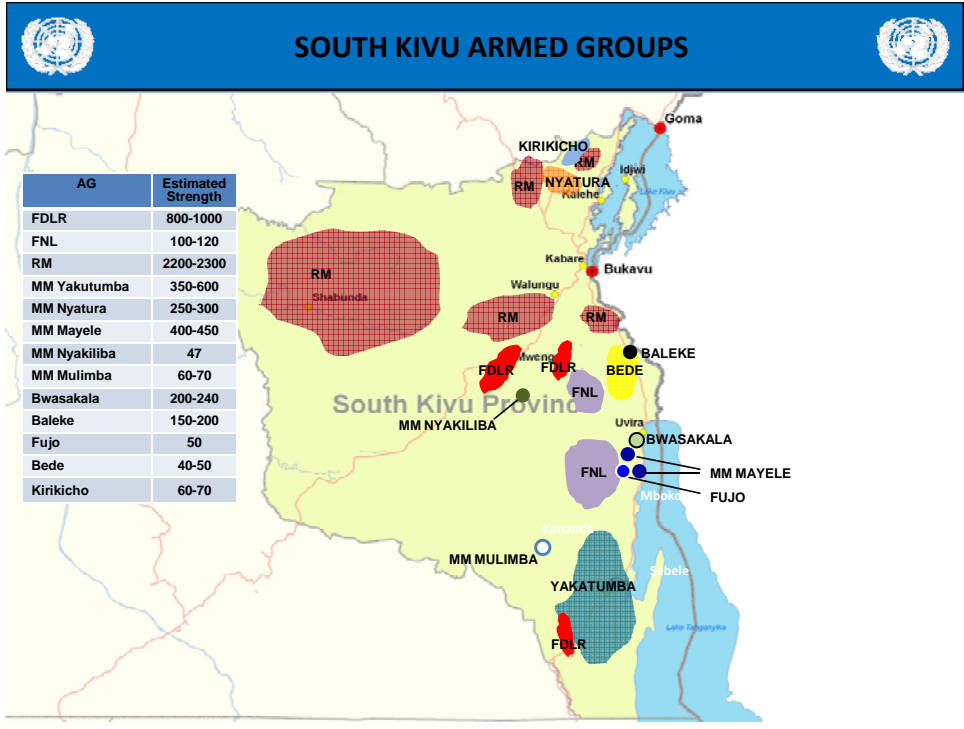 SOUTH KIVU ARMED GROUPS
AG Estimated Strength
FDLR 800-1000
FNL 100-120
RM 2200-2300
MM Yakutumba 350-600
MM Nyatura 250-300
MM Mayele 400-450
MM Nyakiliba 47
MM Mulimba 60-70
Bwasakala 200-240
Baleke 150-200
Fujo 50
Bede 40-50
Kirikicho 60-70
Goma
KIRIKICHO
RM
Idjwi
RM
NYATURA
Kalehe
Lake Kivu
Kabare
Bukavu
RM
Shabunda
Walungu
RM
RM
BALEKE
Mweng
FDLR
FDLR
BEDE
FNL
South Kivu Provinc
MM NYAKILIBA
Uvira
BWASAKALA
FNL
MM MAYELE
Mboko
FUJO
Kananda
MM MULIMBA
Sebele
YAKATUMBA
Lake Tanganyika
FDLR